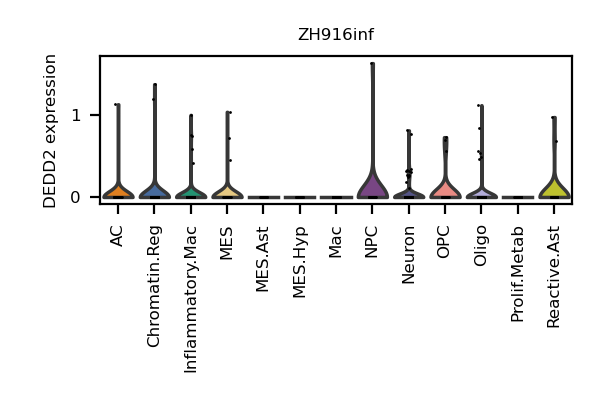 ZH916inf
DEDD2 expression
1
0
AC
Chromatin.Reg
Inflammatory.Mac
MES
MES.Ast
MES.Hyp
Mac
NPC
Neuron
OPC
Oligo
Prolif.Metab
Reactive.Ast